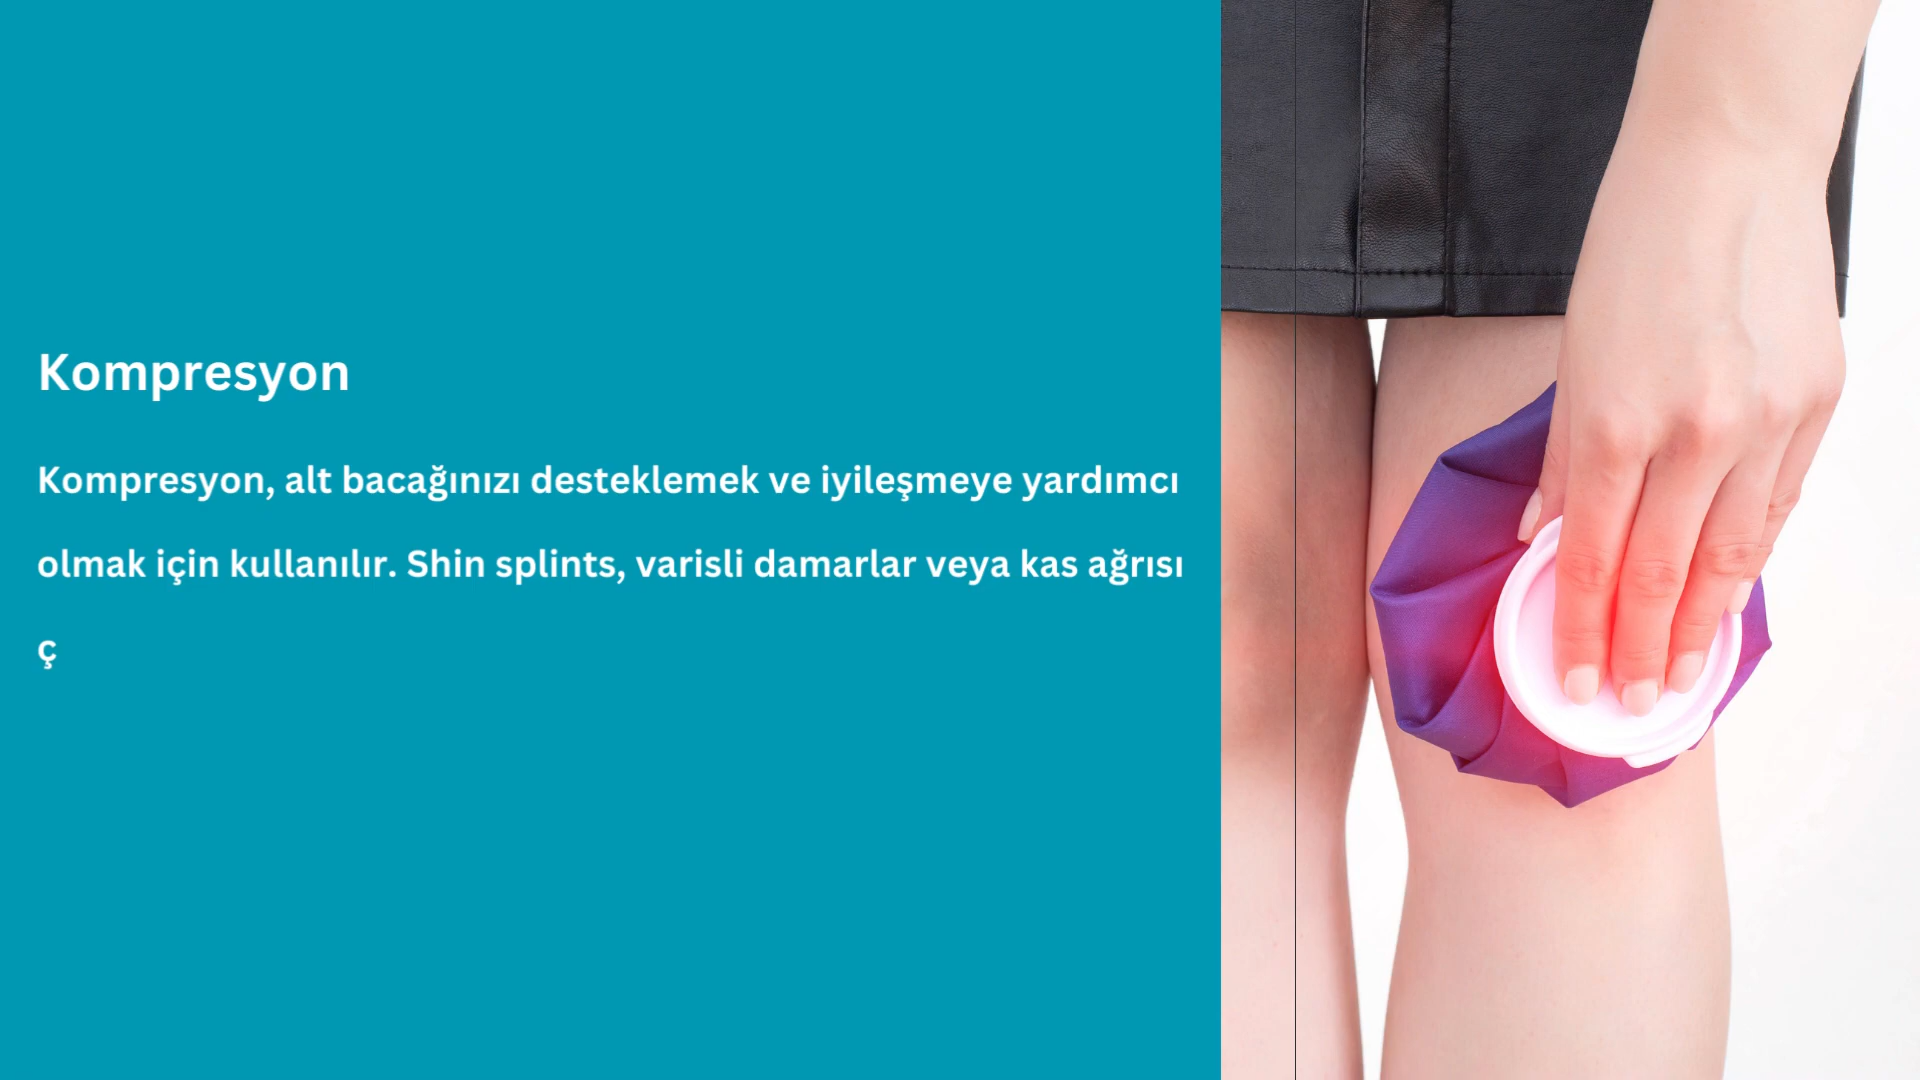 Kompresyon
Kompresyon, alt bacağınızı desteklemek ve iyileşmeye yardımcı
olmak için kullanılır. Shin splints, varisli damarlar veya kas ağrısı
ç